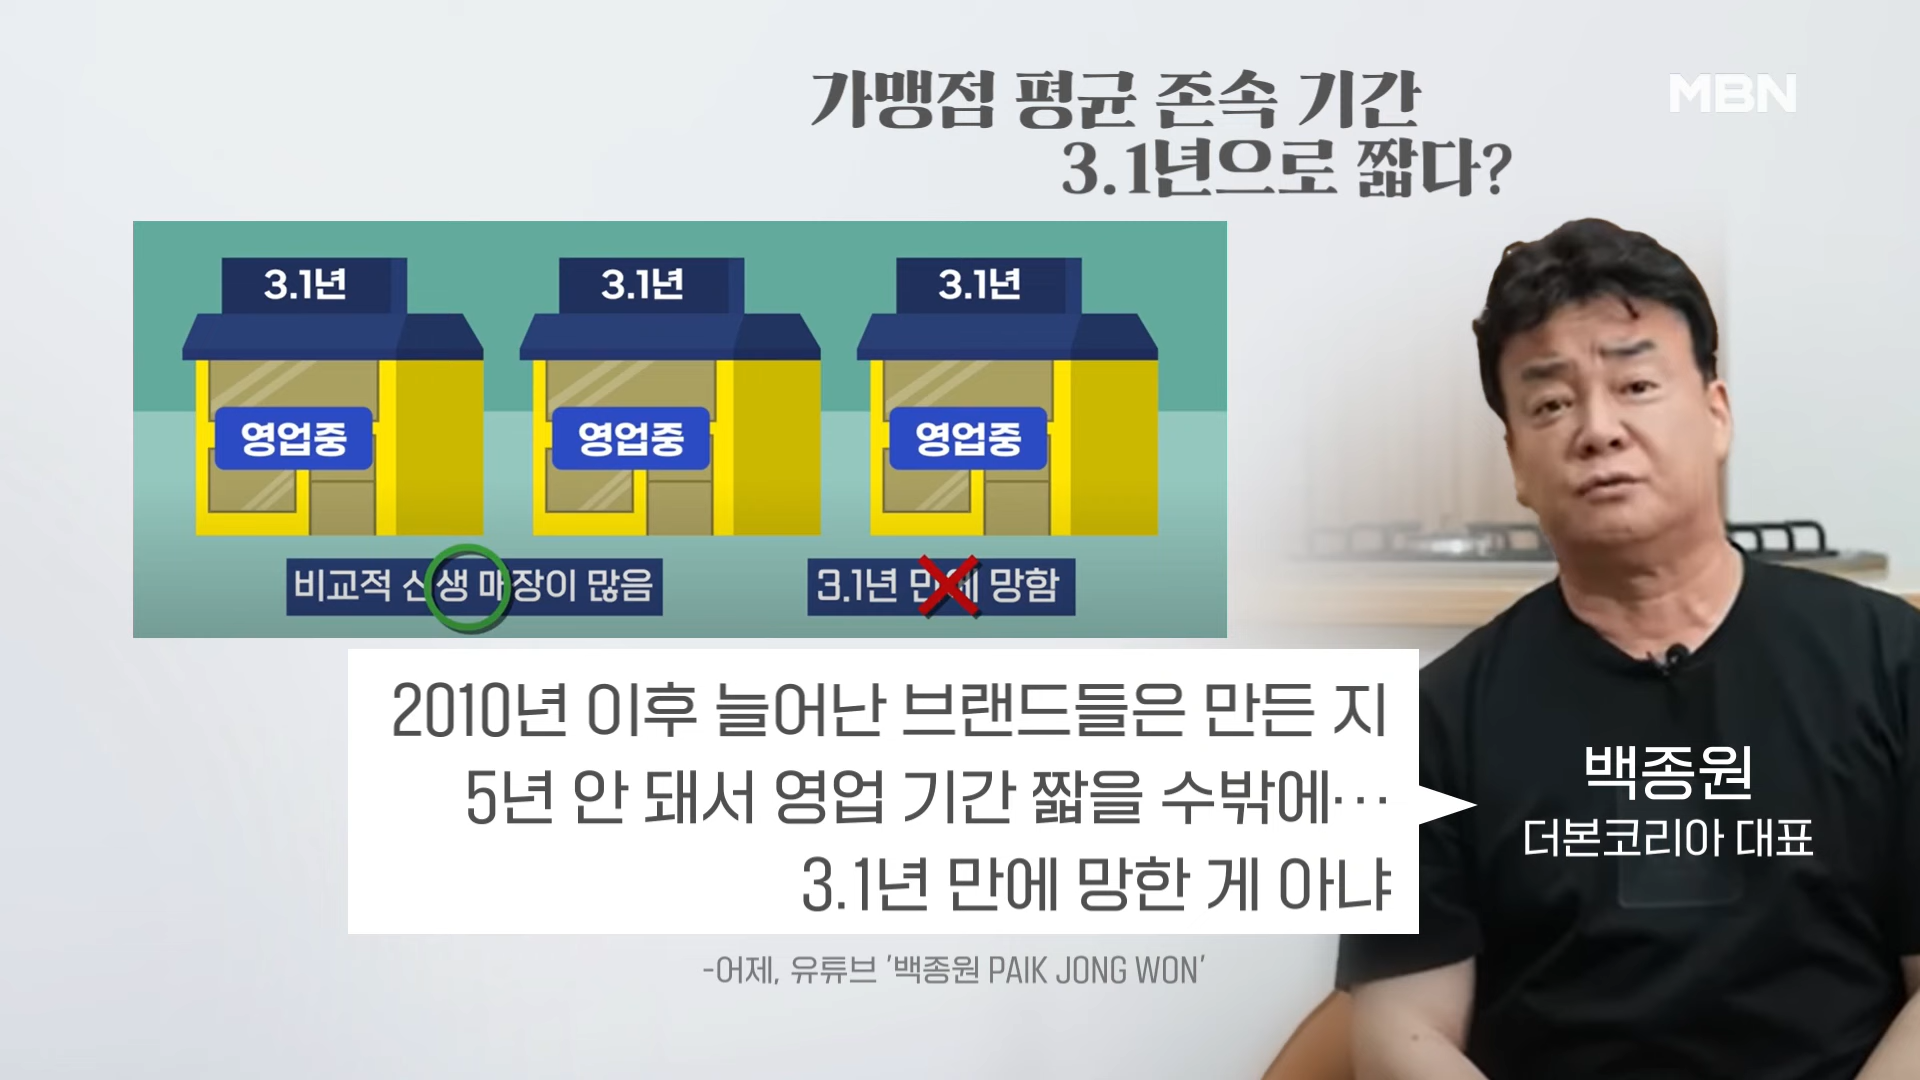 가맹점 평균 존속 기간
3.1년으로 짧다?
MBN
3.1년
3.1년
3.1년
영업중
영업중
영업중
비교적 신생 매장이 많음
3.1년 만에 망함
2010년 이후 늘어난 브랜드들은 만든 지
5년 안 돼서 영업 기간 짧을 수밖에…
3.1년 만에 망한 게 아냐
백종원
더본코리아 대표
-어제, 유튜브 '백종원 PAIK JONG WON'